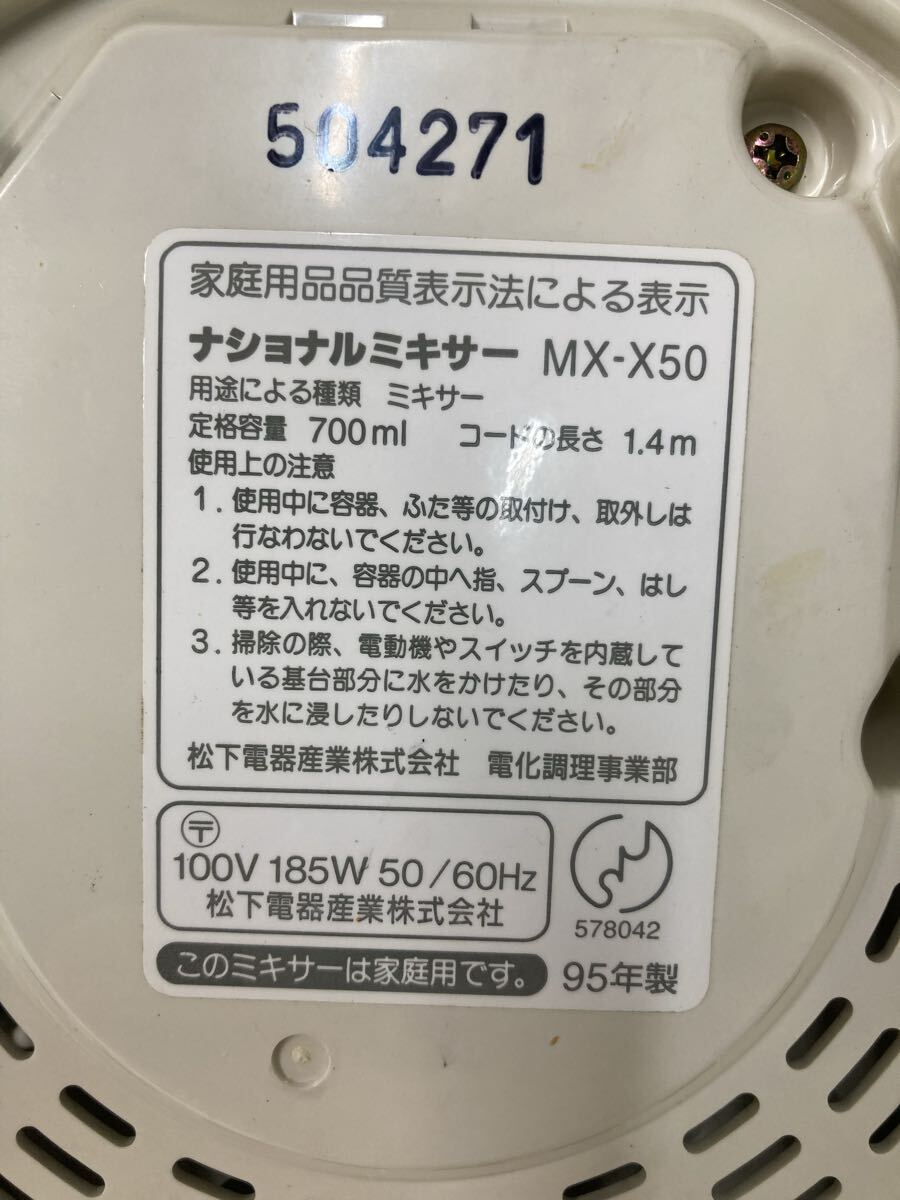 504271
家庭用品品質表示法による表示
ナショナルミキサー MX-X50
用途による種類 ミキサー
定格容量 700ml コードの長さ 1.4m
使用上の注意
1. 使用中に容器、ふた等の取付け、取外しは
行なわないでください。
2. 使用中に、容器の中へ指、スプーン、はし
等を入れないでください。
3. 掃除の際、電動機やスイッチを内蔵して
いる基台部分に水をかけたり、その部分
を水に浸したりしないでください。
松下電器産業株式会社 電化調理事業部
〒
100V 185W 50/60Hz
松下電器産業株式会社
578042
このミキサーは家庭用です。 95年製